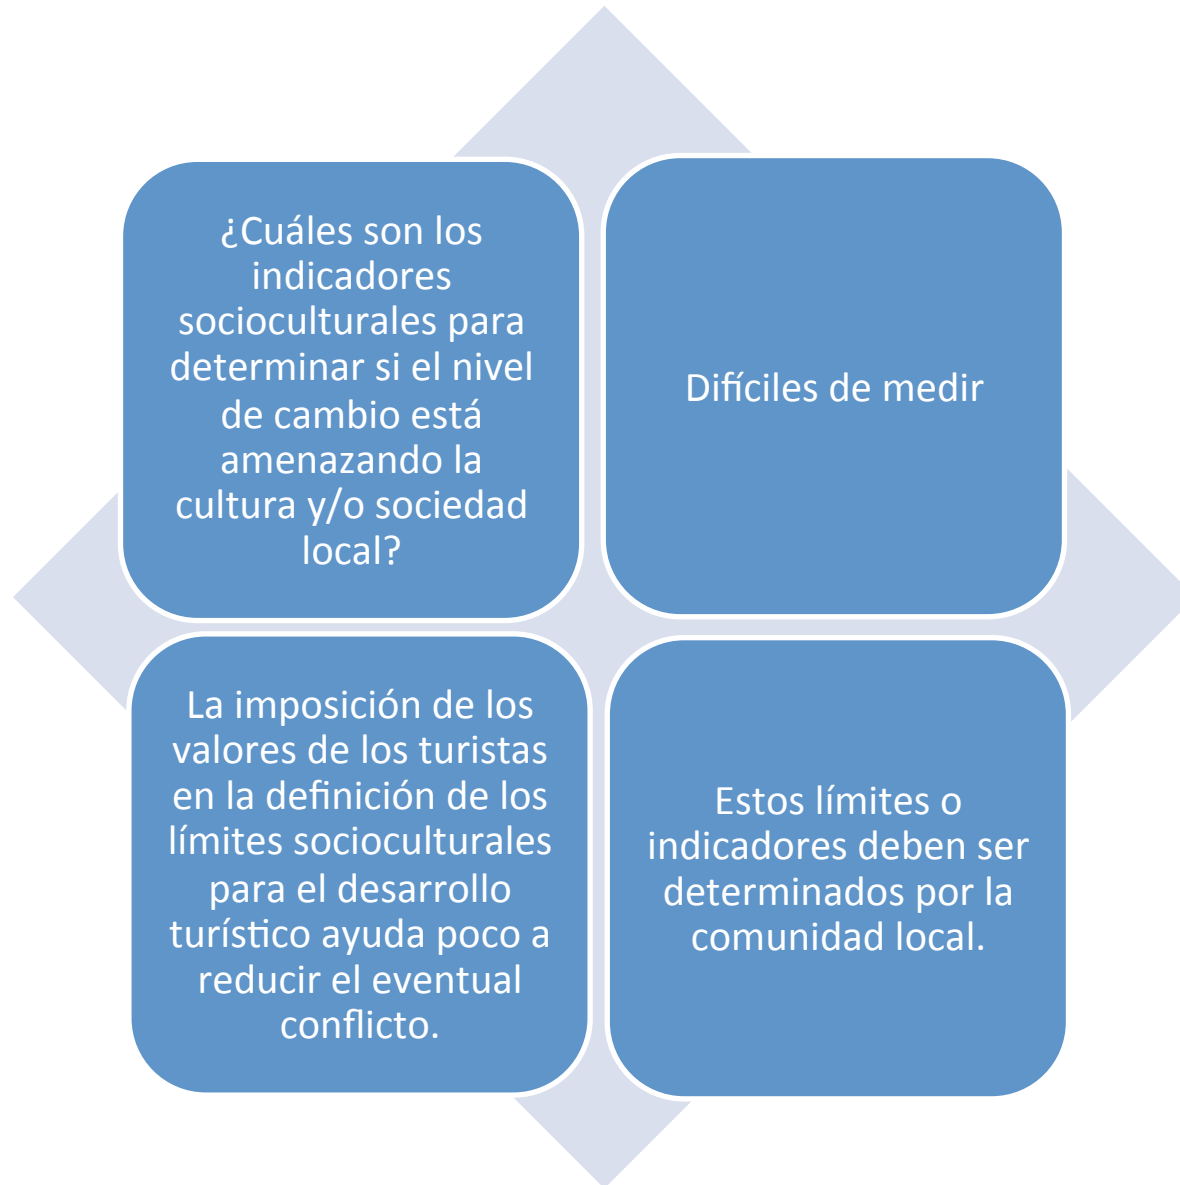 ¿Cuáles son los
indicadores
socioculturales para
determinar si el nivel
de cambio está
amenazando la
cultura y/o sociedad
local?
Difíciles de medir
La imposición de los
valores de los turistas
en la definición de los
límites socioculturales
para el desarrollo
turístico ayuda poco a
reducir el eventual
conflicto.
Estos límites o
indicadores deben ser
determinados por la
comunidad local.